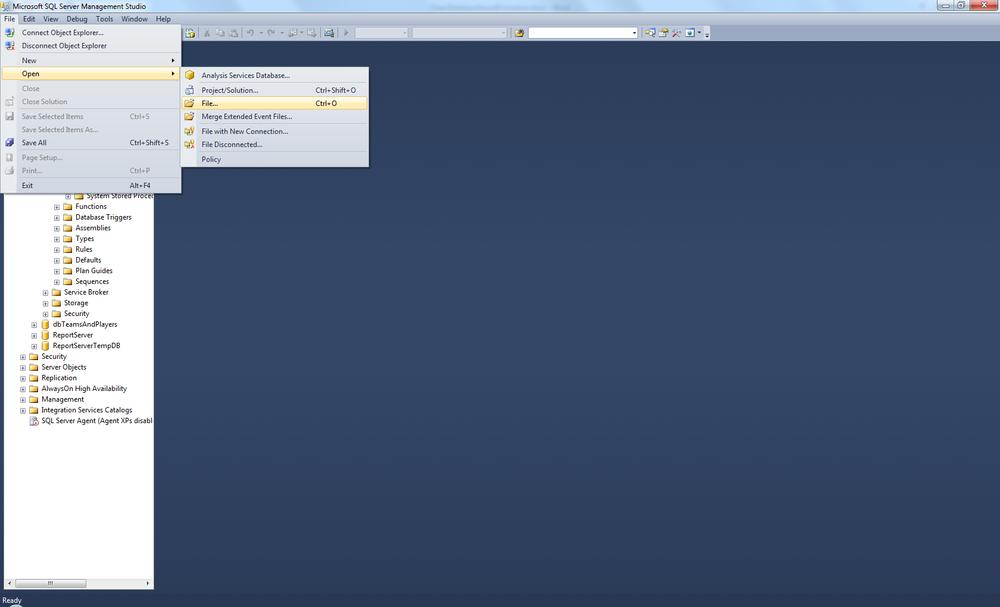 Microsoft SQL Server Management Studio
File Edit View Debug Tools Window Help
Connect Object Explorer...
Disconnect Object Explorer
New
Open
Close
Close Solution
Save Selected Items Ctrl+S
Save Selected Items As...
Save All Ctrl+Shift+S
Page Setup...
Print... Ctrl+P
Exit Alt+F4
Analysis Services Database...
Project/Solution... Ctrl+Shift+O
File... Ctrl+O
Merge Extended Event Files...
File with New Connection...
File Disconnected...
Policy
System Stored Proced
Functions
Database Triggers
Assemblies
Types
Rules
Defaults
Plan Guides
Sequences
Service Broker
Storage
Security
dbTeamsAndPlayers
ReportServer
ReportServerTempDB
Security
Server Objects
Replication
AlwaysOn High Availability
Management
Integration Services Catalogs
SQL Server Agent (Agent XPs disabl
Ready